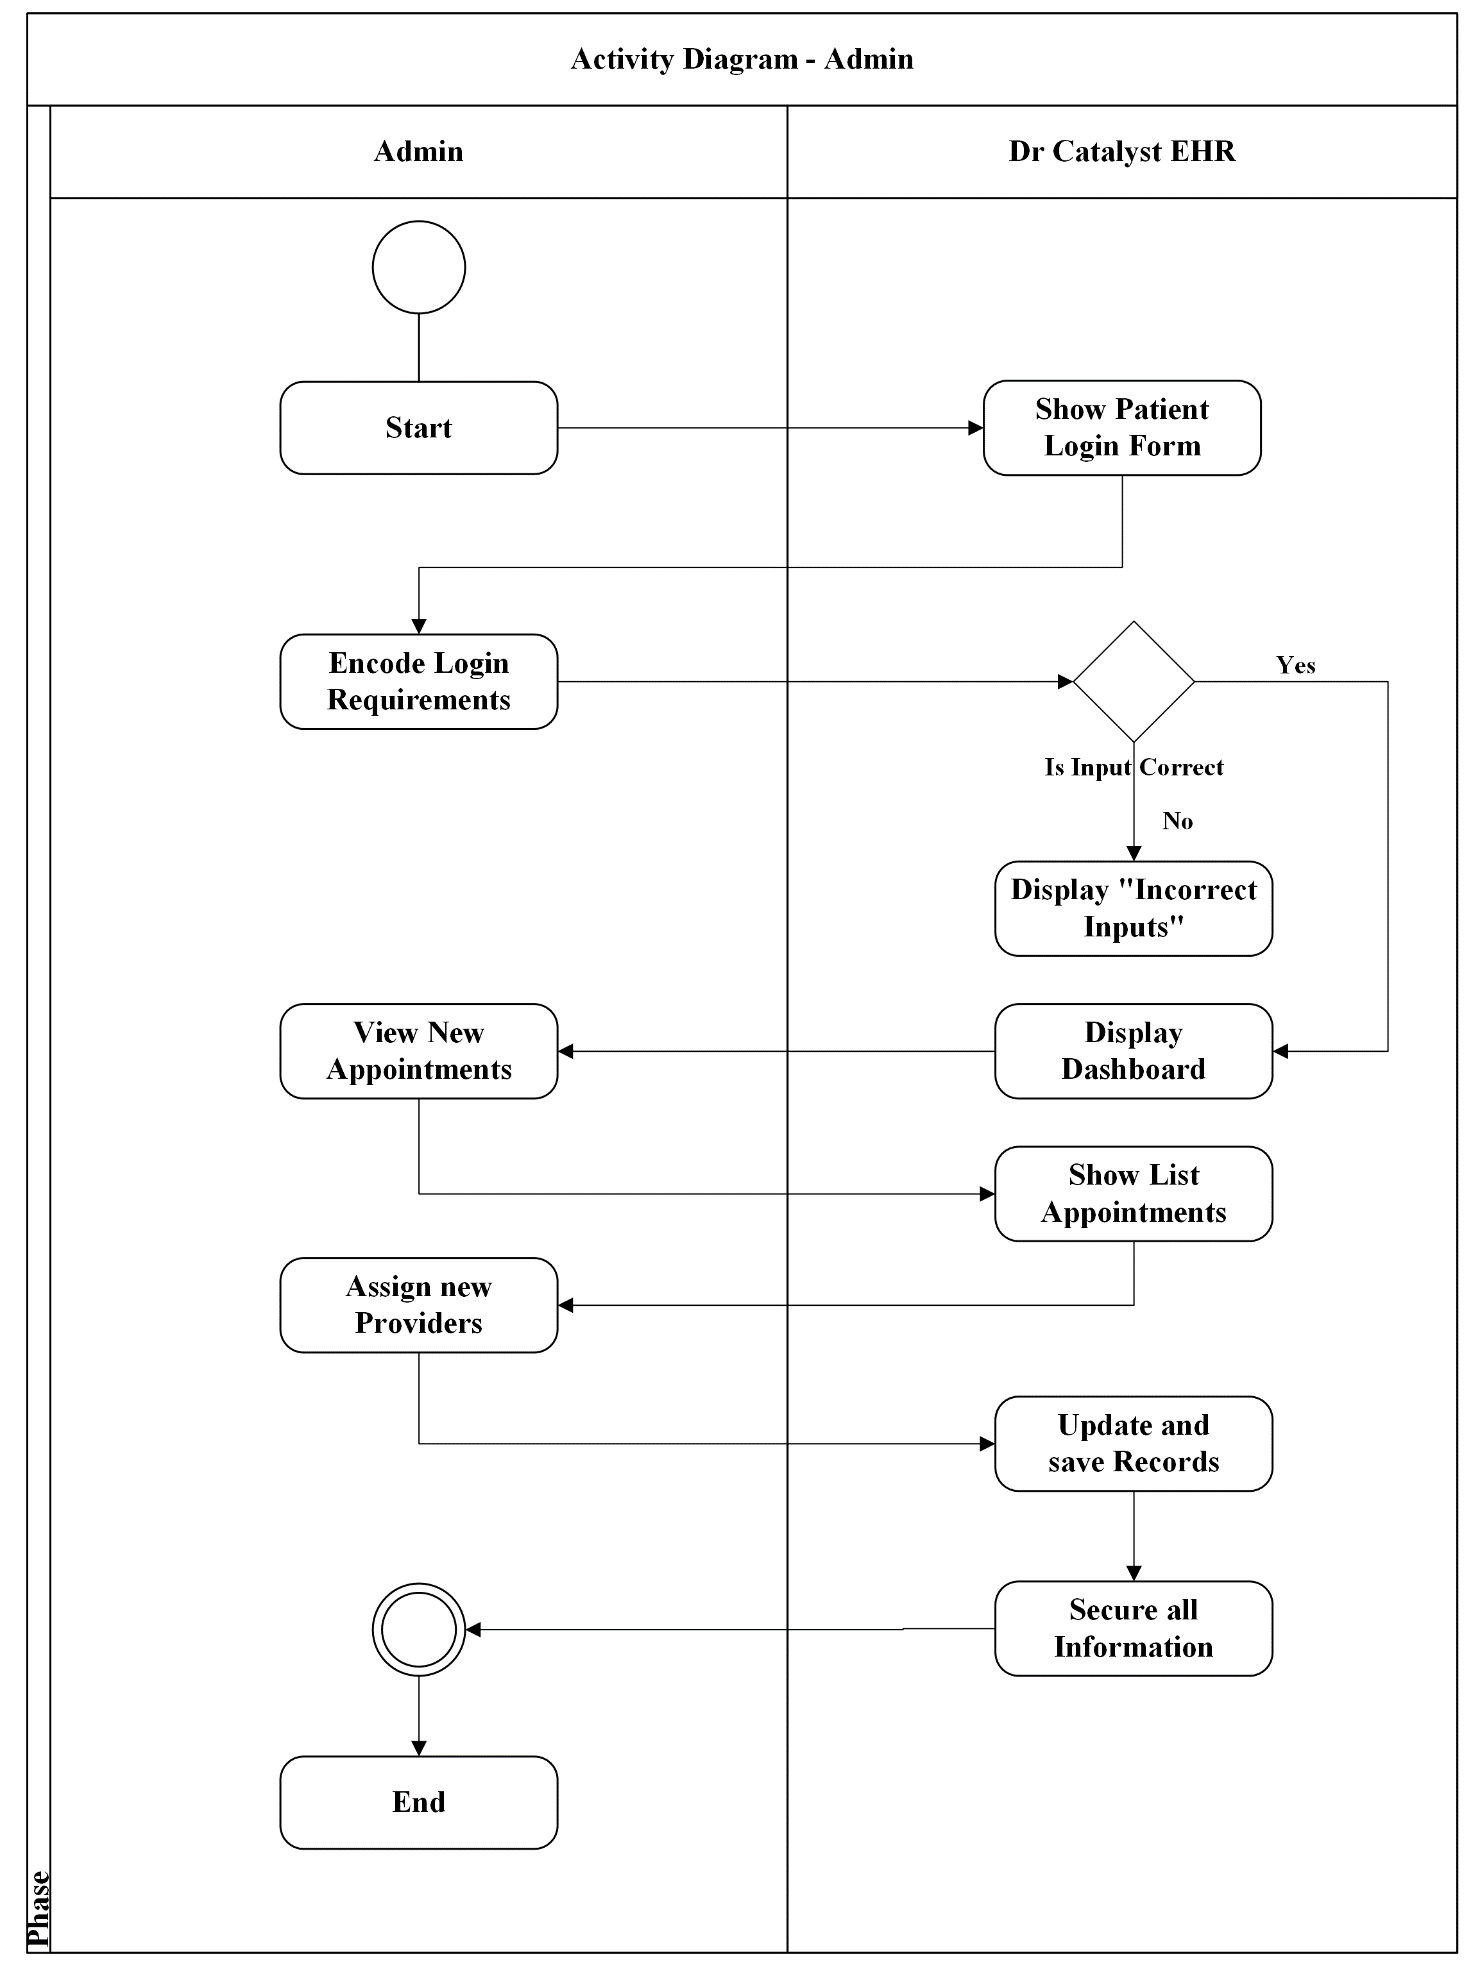 Activity Diagram - Admin
Admin
Dr Catalyst EHR
Start
Show Patient
Login Form
Encode Login
Requirements
Yes
Is Input Correct
No
Display "Incorrect
Inputs"
View New
Appointments
Display
Dashboard
Show List
Appointments
Assign new
Providers
Update and
save Records
Secure all
Information
End
Phase